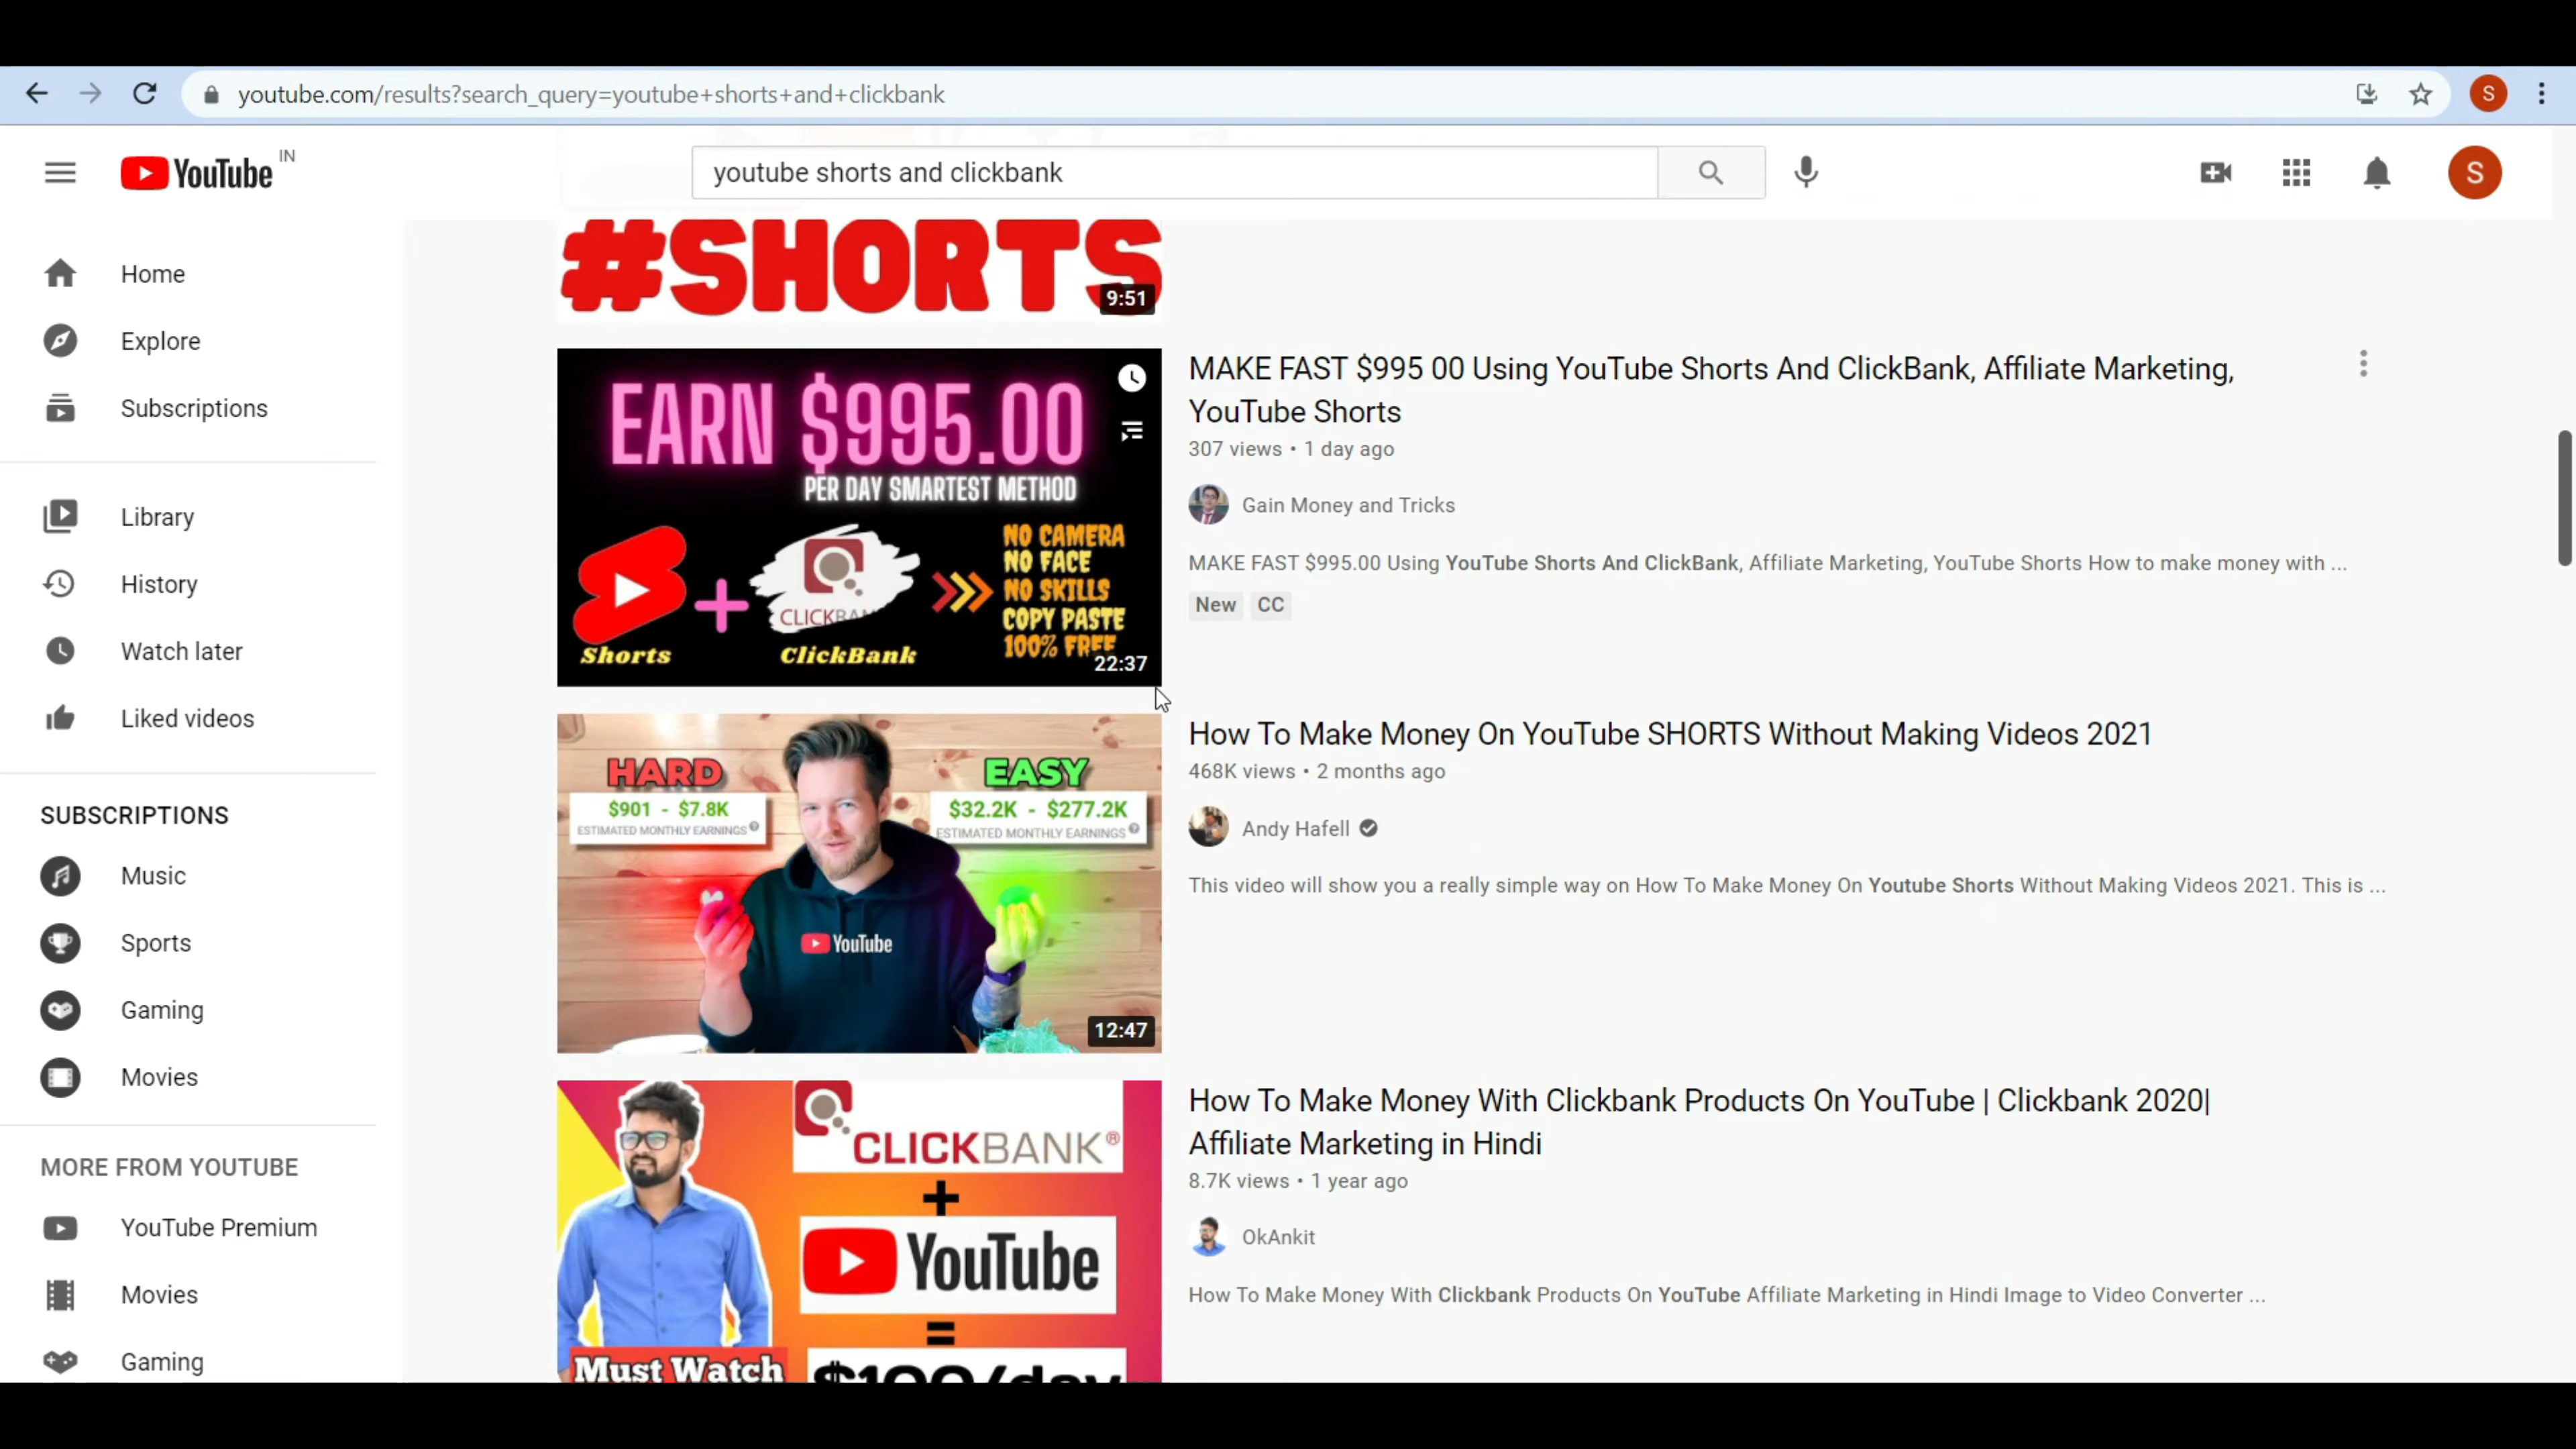 youtube.com/results?search_query=youtube+shorts+and+clickbank
S
YouTube IN
youtube shorts and clickbank
S
Home
Explore
Subscriptions
Library
History
Watch later
Liked videos
SUBSCRIPTIONS
Music
Sports
Gaming
Movies
MORE FROM YOUTUBE
YouTube Premium
Movies
Gaming
#SHORTS
9:51
EARN $995.00
PER DAY SMARTEST METHOD
NO CAMERA
NO FACE
NO SKILLS
COPY PASTE
100% FREE
CLICKBANK
Shorts
ClickBank
22:37
MAKE FAST $995 00 Using YouTube Shorts And ClickBank, Affiliate Marketing,
YouTube Shorts
307 views • 1 day ago
Gain Money and Tricks
MAKE FAST $995.00 Using YouTube Shorts And ClickBank, Affiliate Marketing, YouTube Shorts How to make money with ...
New CC
HARD
$901 - $7.8K
ESTIMATED MONTHLY EARNINGS
EASY
$32.2K - $277.2K
ESTIMATED MONTHLY EARNINGS
YouTube
12:47
How To Make Money On YouTube SHORTS Without Making Videos 2021
468K views • 2 months ago
Andy Hafell
This video will show you a really simple way on How To Make Money On Youtube Shorts Without Making Videos 2021. This is ...
CLICKBANK®
+
YouTube
=
$100/day
Must Watch
How To Make Money With Clickbank Products On YouTube | Clickbank 2020|
Affiliate Marketing in Hindi
8.7K views • 1 year ago
OkAnkit
How To Make Money With Clickbank Products On YouTube Affiliate Marketing in Hindi Image to Video Converter ...